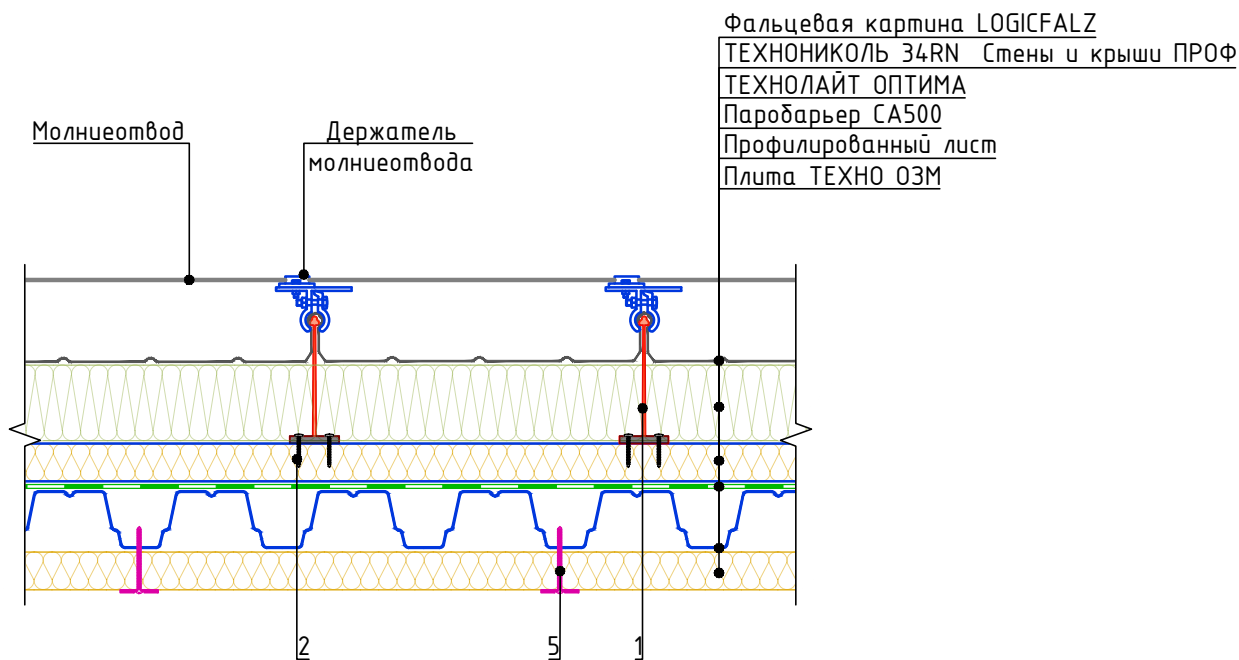 Фальцевая картина LOGICFALZ
ТЕХНОНИКОЛЬ 34RN Стены и крыши ПРОФ
ТЕХНОЛАЙТ ОПТИМА
Паробарьер СА500
Профилированный лист
Плита ТЕХНО ОЗМ
Молниеотвод
Держатель
молниеотвода
2
5
1